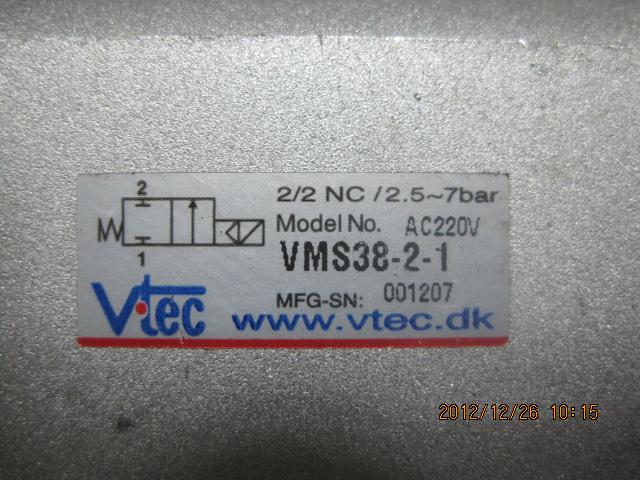 2
1
2/2 NC / 2.5~7bar
Model No. AC220V
VMS38-2-1
MFG-SN: 001207
V-tec www.vtec.dk
2012/12/26 10:15